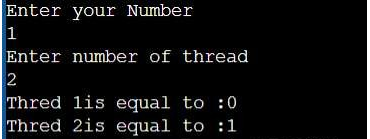 Enter your Number
1
Enter number of thread
2
Thred 1is equal to :0
Thred 2is equal to :1